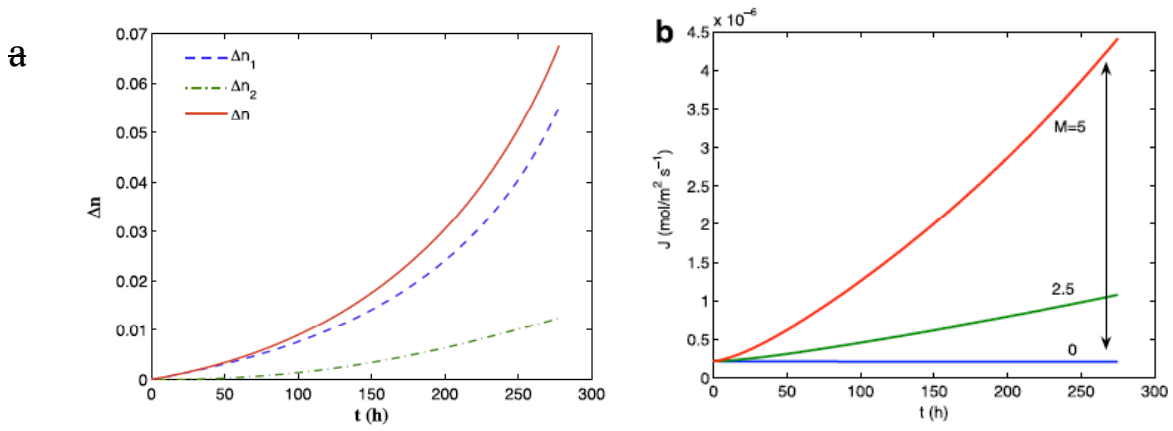 a
0.07
0.06
0.05
0.04
0.03
0.02
0.01
0
Δn
Δn₁
Δn₂
Δn
0 50 100 150 200 250 300
t (h)
b
x 10⁻⁶
4.5
4
3.5
3
2.5
2
1.5
1
0.5
0
J (mol/m² s⁻¹)
M=5
2.5
0
0 50 100 150 200 250 300
t (h)